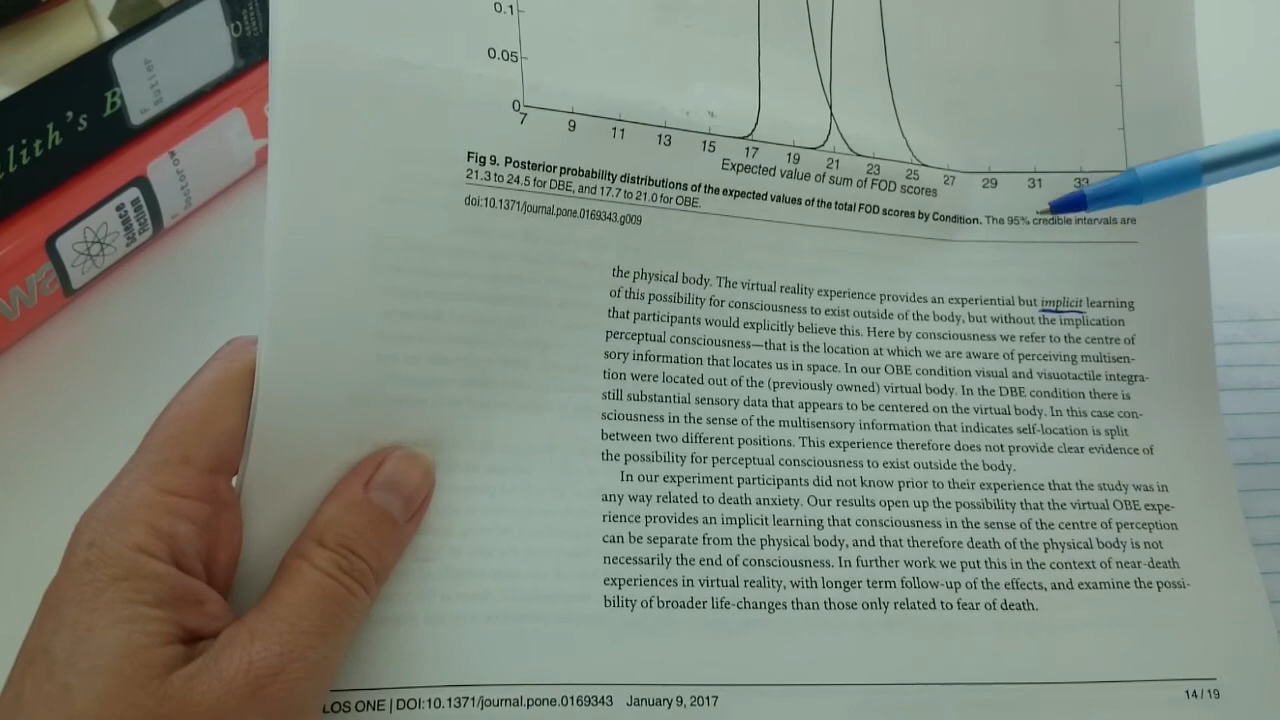 0.1
0.05
0
7 9 11 13 15 17 19 21 23 25 27 29 31 33
Expected value of sum of FOD scores
Fig 9. Posterior probability distributions of the expected values of the total FOD scores by Condition. The 95% credible intervals are
21.3 to 24.5 for DBE, and 17.7 to 21.0 for OBE.
doi:10.1371/journal.pone.0169343.g009
the physical body. The virtual reality experience provides an experiential but implicit learning
of this possibility for consciousness to exist outside of the body, but without the implication
that participants would explicitly believe this. Here by consciousness we refer to the centre of
perceptual consciousness—that is the location at which we are aware of perceiving multisen-
sory information that locates us in space. In our OBE condition visual and visuotactile integra-
tion were located out of the (previously owned) virtual body. In the DBE condition there is
still substantial sensory data that appears to be centered on the virtual body. In this case con-
sciousness in the sense of the multisensory information that indicates self-location is split
between two different positions. This experience therefore does not provide clear evidence of
the possibility for perceptual consciousness to exist outside the body.
In our experiment participants did not know prior to their experience that the study was in
any way related to death anxiety. Our results open up the possibility that the virtual OBE expe-
rience provides an implicit learning that consciousness in the sense of the centre of perception
can be separate from the physical body, and that therefore death of the physical body is not
necessarily the end of consciousness. In further work we put this in the context of near-death
experiences in virtual reality, with longer term follow-up of the effects, and examine the possi-
bility of broader life-changes than those only related to fear of death.
LOS ONE | DOI:10.1371/journal.pone.0169343 January 9, 2017
14 / 19
lith's B
F
Butler
Science
Fiction
F
Doctorow
wa